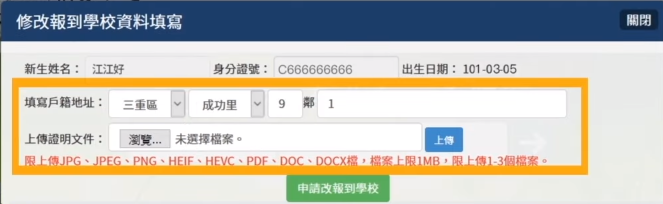 修改報到學校資料填寫 關閉
新生姓名： 江江好 身分證號： C666666666 出生日期： 101-03-05
填寫戶籍地址： 三重區 成功里 9 鄰 1
上傳證明文件： 瀏覽... 未選擇檔案。 上傳
限上傳JPG、JPEG、PNG、HEIF、HEVC、PDF、DOC、DOCX檔，檔案上限1MB，限上傳1-3個檔案。
申請改報到學校